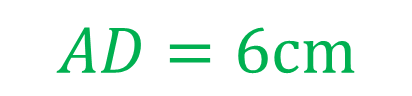 AD = 6cm